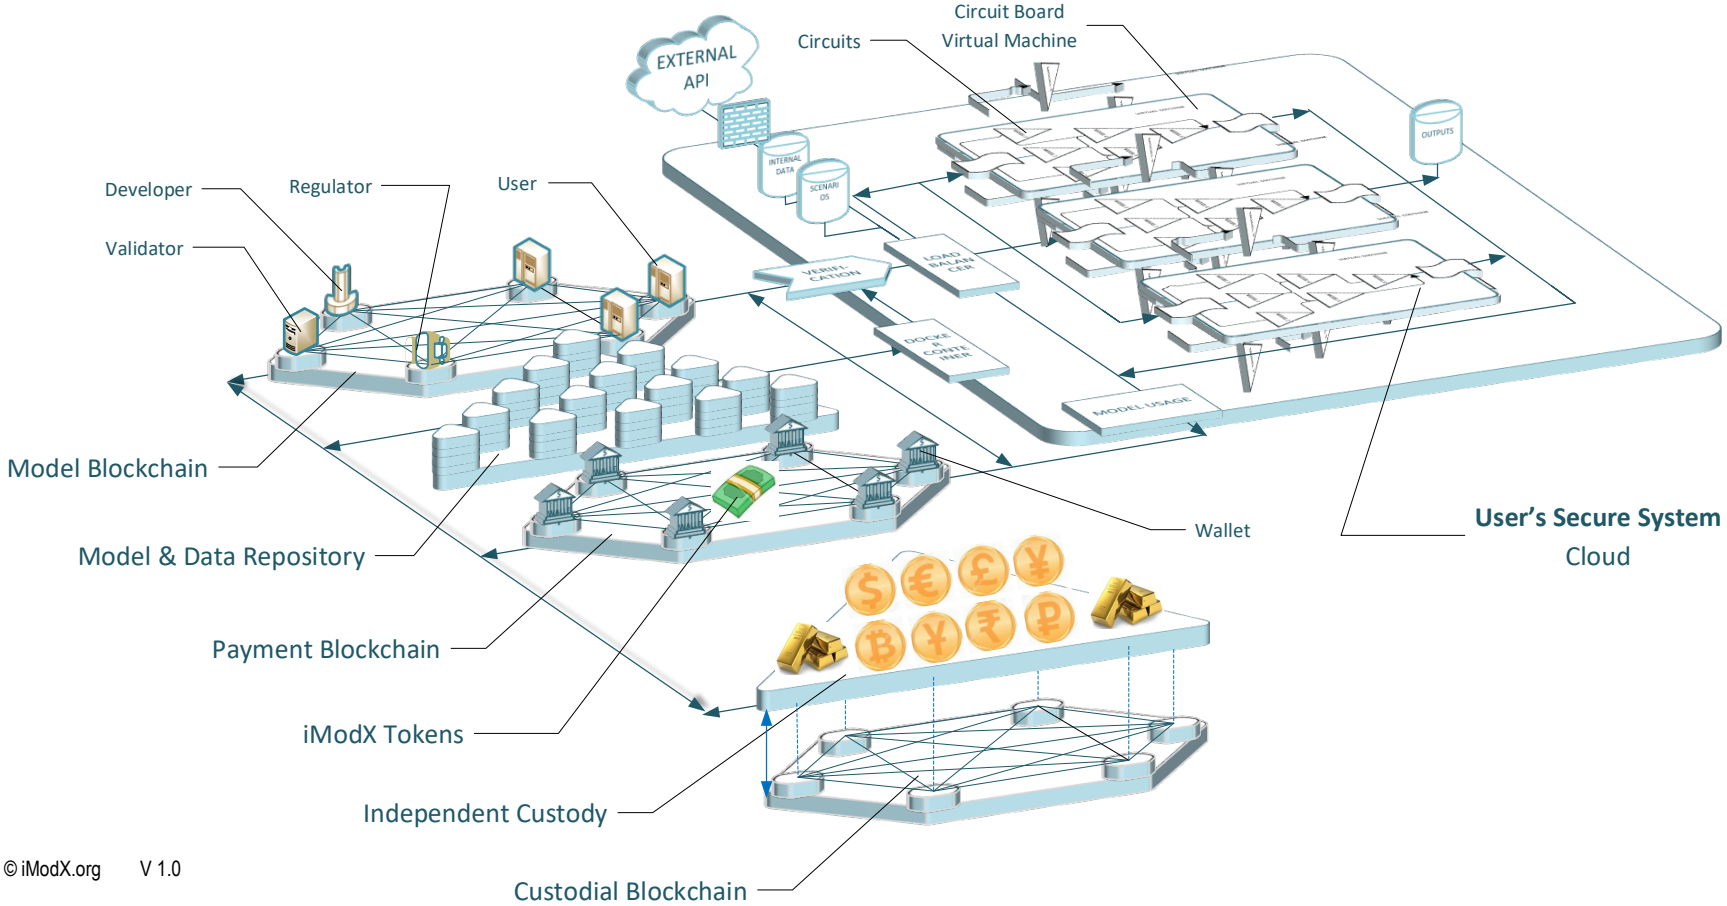 Circuit Board
Virtual Machine
Circuits
EXTERNAL
API
INTERNAL
DATA
SCENARI
OS
OUTPUTS
Developer
Regulator
User
Validator
VERIFI-
CATION
LOAD
BALAN
CER
DOCKE
R CONTE
INER
MODEL USAGE
Model Blockchain
Model & Data Repository
Wallet
User's Secure System
Cloud
Payment Blockchain
iModX Tokens
Independent Custody
Custodial Blockchain
© iModX.org V 1.0